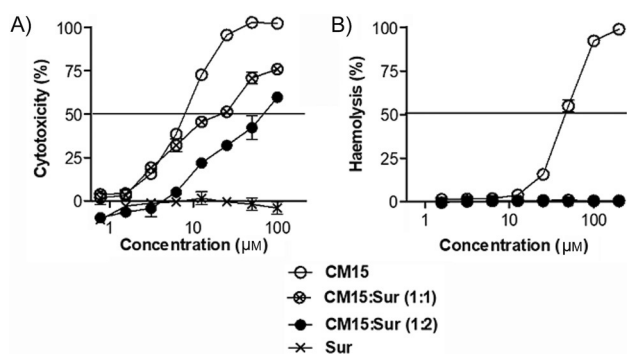 A)
Cytotoxicity (%)
100
75
50
25
0
1
10
100
Concentration (µM)
B)
Haemolysis (%)
100
75
50
25
0
1
10
100
Concentration (µM)
CM15
CM15:Sur (1:1)
CM15:Sur (1:2)
Sur